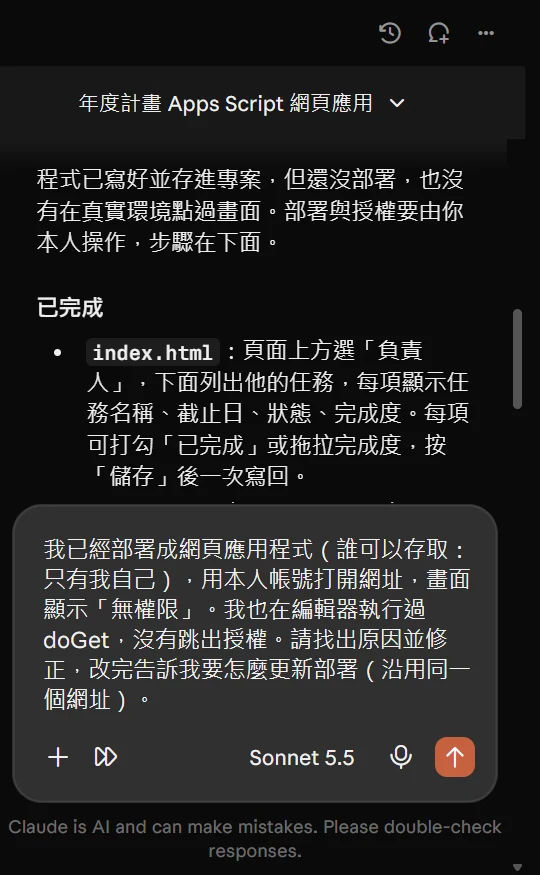 年度計畫 Apps Script 網頁應用
程式已寫好並存進專案，但還沒部署，也沒
有在真實環境點過畫面。部署與授權要由你
本人操作，步驟在下面。
已完成
index.html：頁面上方選「負責
人」，下面列出他的任務，每項顯示任
務名稱、截止日、狀態、完成度。每項
可打勾「已完成」或拖拉完成度，按
「儲存」後一次寫回。
我已經部署成網頁應用程式（誰可以存取：
只有我自己），用本人帳號打開網址，畫面
顯示「無權限」。我也在編輯器執行過
doGet，沒有跳出授權。請找出原因並修
正，改完告訴我要怎麼更新部署（沿用同一
個網址）。
Sonnet 5.5
Claude is AI and can make mistakes. Please double-check
responses.